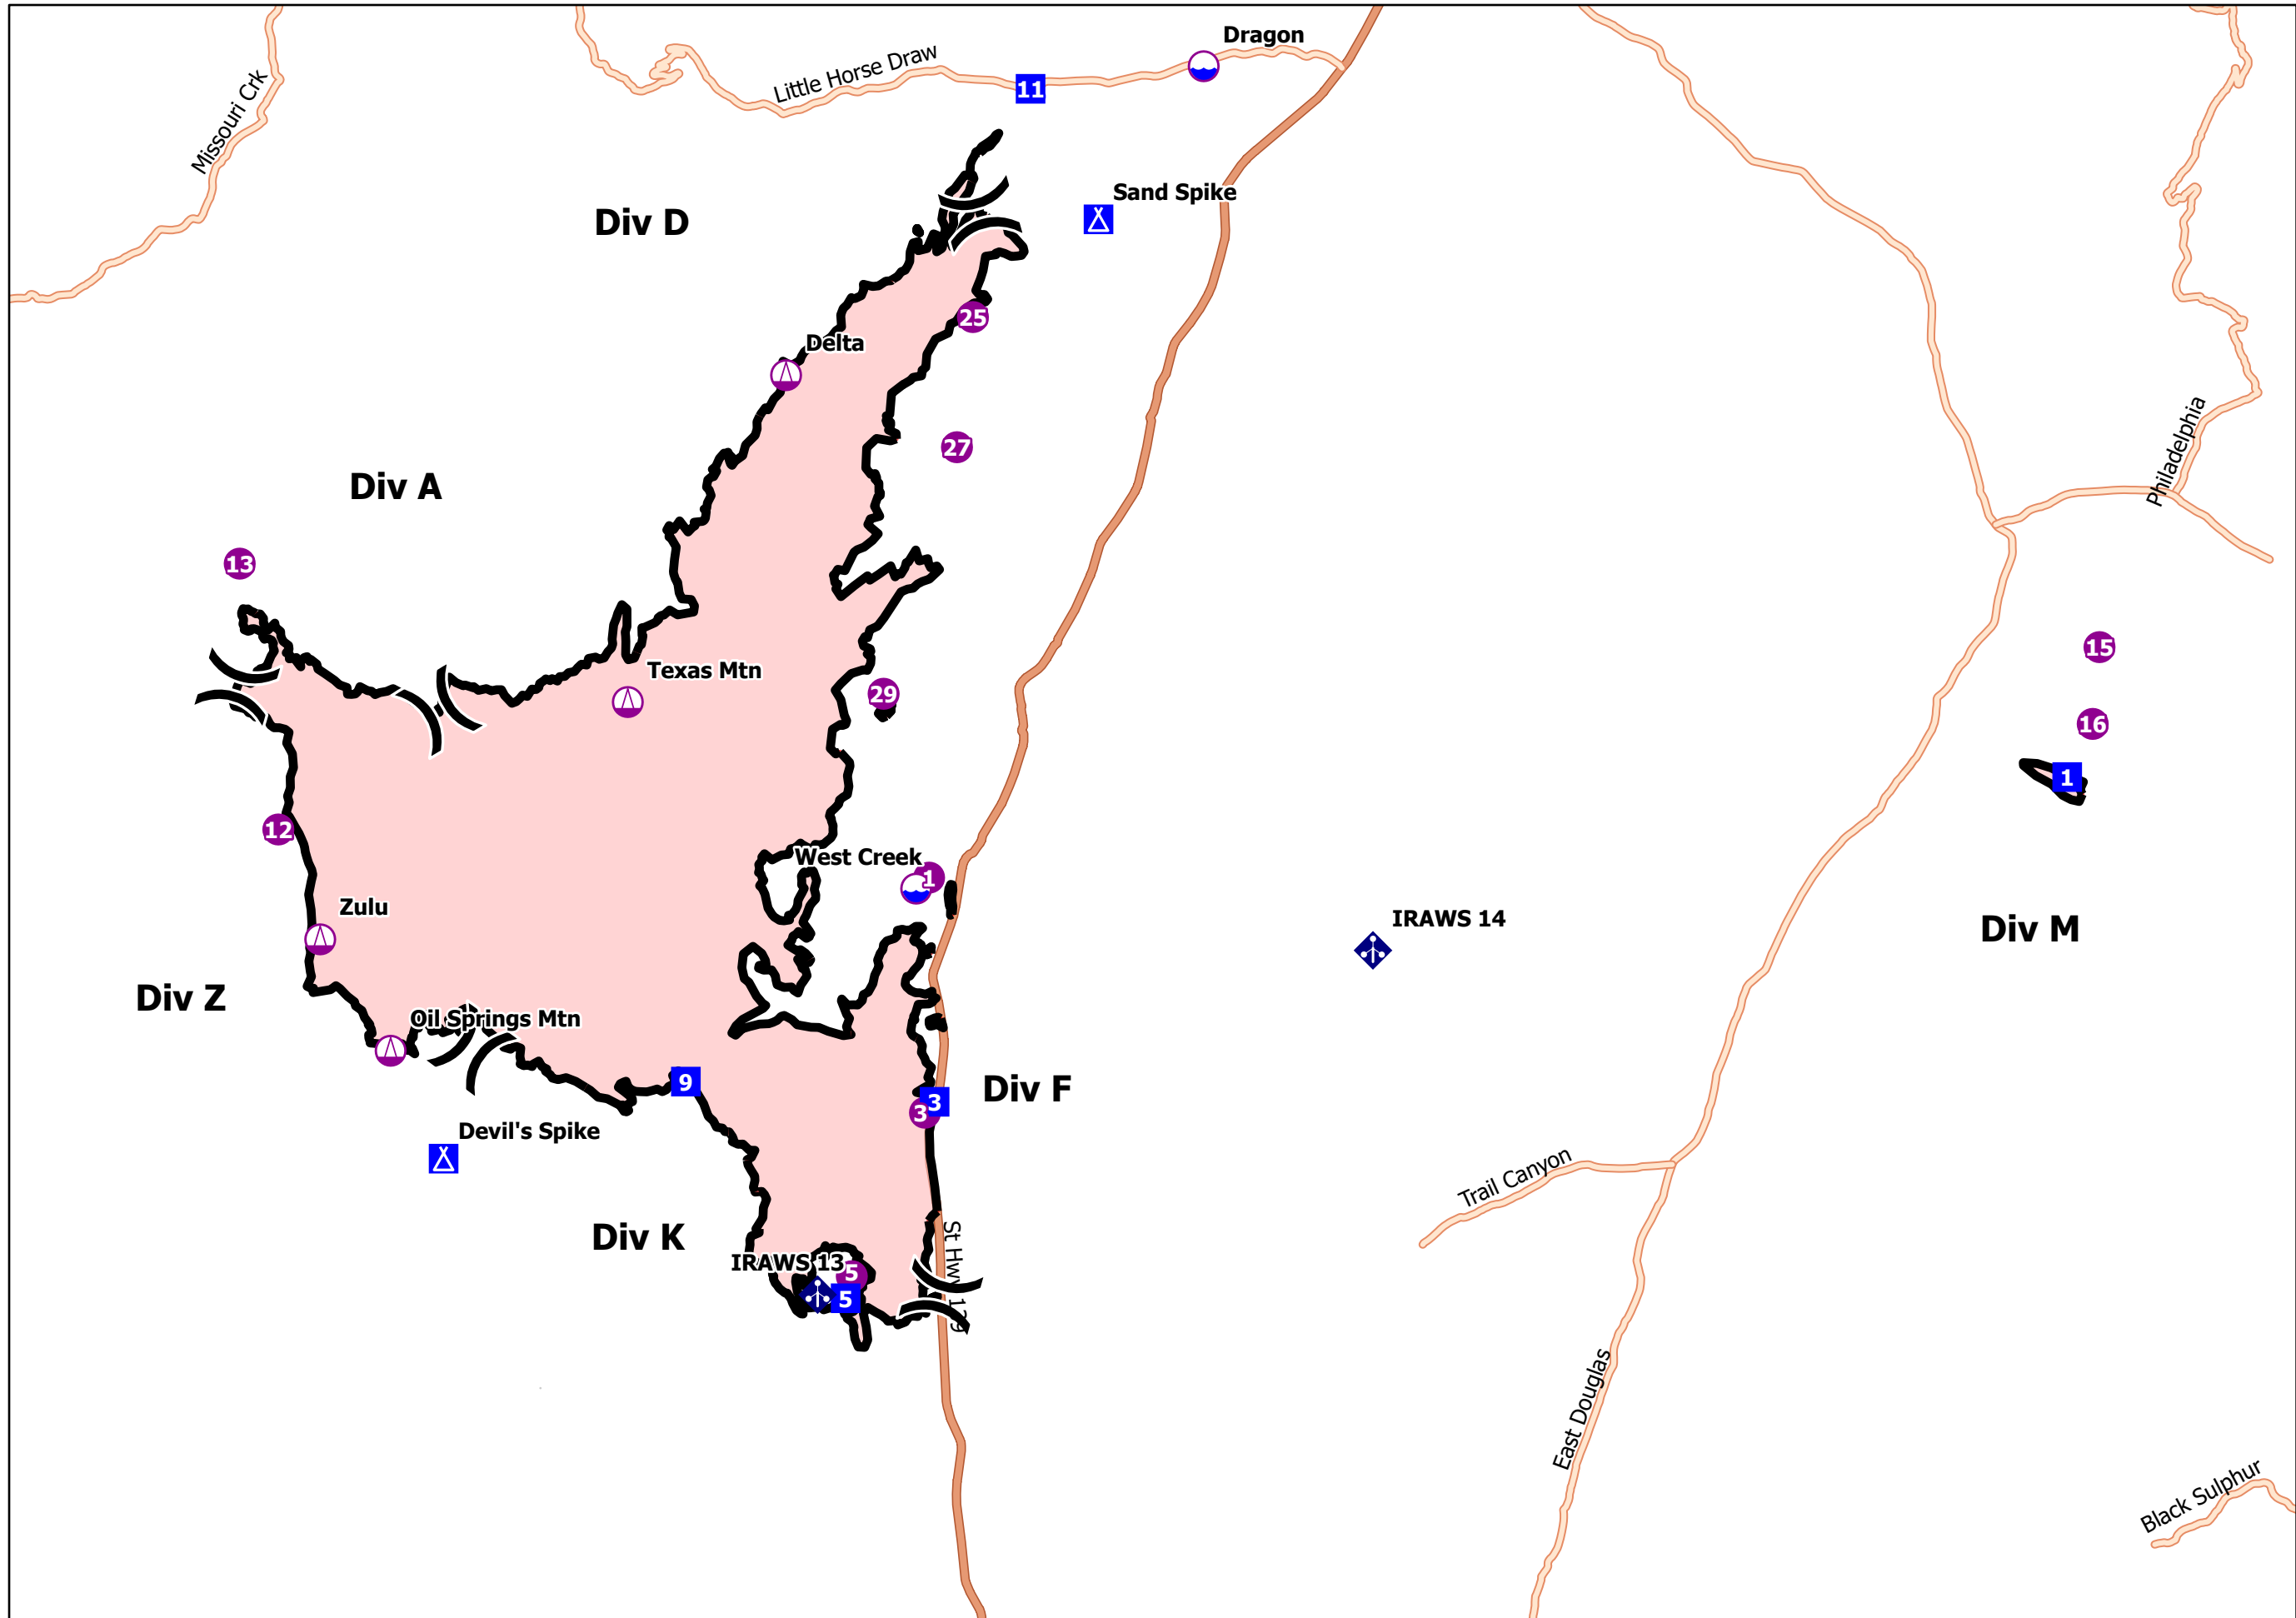 Dragon
Little Horse Draw
11
Missouri Crk
Sand Spike
Div D
25
Delta
27
Philadelphia
Div A
13
15
Texas Mtn
29
16
1
12
West Creek
1
Zulu
IRAWS 14
Div M
Div Z
Oil Springs Mtn
9
Div F
3
3
Devil's Spike
Trail Canyon
Div K
St Hwy 139
IRAWS 13
5
5
East Douglas
Black Sulphur